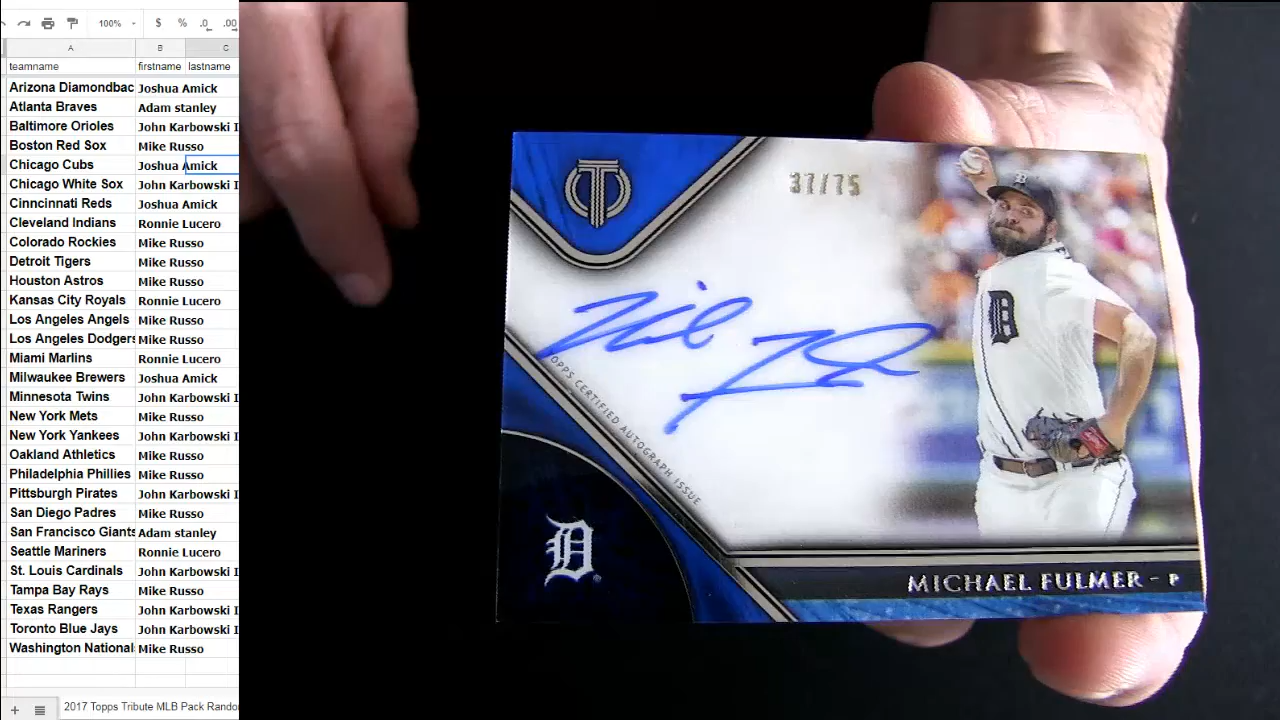 100%
$ % .0 .00
A B C
teamname firstname lastname
Arizona Diamondbac Joshua Amick
Atlanta Braves Adam stanley
Baltimore Orioles John Karbowski I
Boston Red Sox Mike Russo
Chicago Cubs Joshua Amick
Chicago White Sox John Karbowski I
Cinncinnati Reds Joshua Amick
Cleveland Indians Ronnie Lucero
Colorado Rockies Mike Russo
Detroit Tigers Mike Russo
Houston Astros Mike Russo
Kansas City Royals Ronnie Lucero
Los Angeles Angels Mike Russo
Los Angeles Dodgers Mike Russo
Miami Marlins Ronnie Lucero
Milwaukee Brewers Joshua Amick
Minnesota Twins John Karbowski I
New York Mets Mike Russo
New York Yankees John Karbowski I
Oakland Athletics Mike Russo
Philadelphia Phillies Mike Russo
Pittsburgh Pirates John Karbowski I
San Diego Padres Mike Russo
San Francisco Giants Adam stanley
Seattle Mariners Ronnie Lucero
St. Louis Cardinals John Karbowski I
Tampa Bay Rays Mike Russo
Texas Rangers John Karbowski I
Toronto Blue Jays John Karbowski I
Washington National Mike Russo
2017 Topps Tribute MLB Pack Rando
T
37/75
D
D
TOPPS CERTIFIED AUTOGRAPH ISSUE
D
MICHAEL FULMER - P